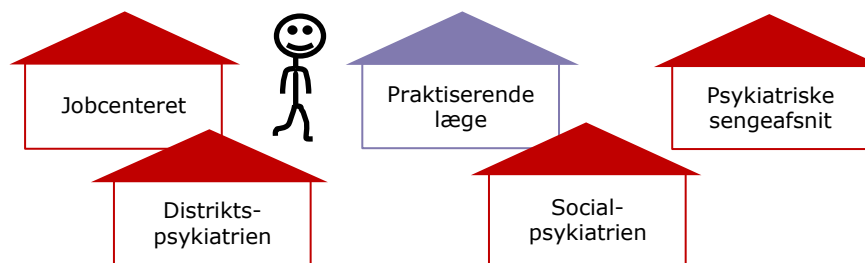 Jobcenteret
Praktiserende
læge
Psykiatriske
sengeafsnit
Distrikts-
psykiatrien
Social-
psykiatrien